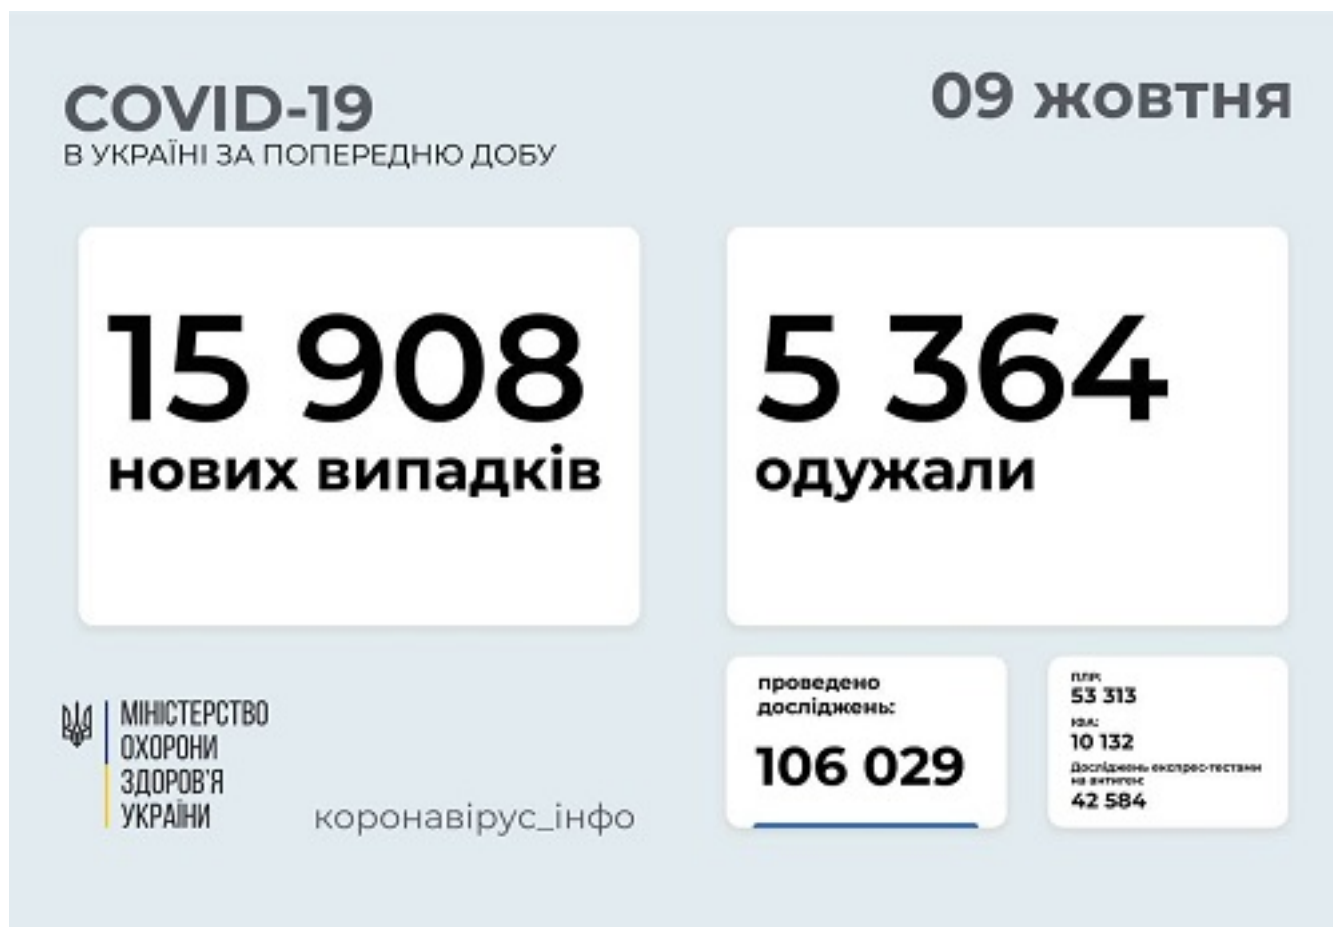 COVID-19
В УКРАЇНІ ЗА ПОПЕРЕДНЮ ДОБУ
09 жовтня
15 908
нових випадків
5 364
одужали
МІНІСТЕРСТВО
ОХОРОНИ
ЗДОРОВ'Я
УКРАЇНИ
коронавірус_інфо
проведено
досліджень:
106 029
ПЛР:
53 313
ІФА:
10 132
Досліджень експрес-тестами
на антиген:
42 584